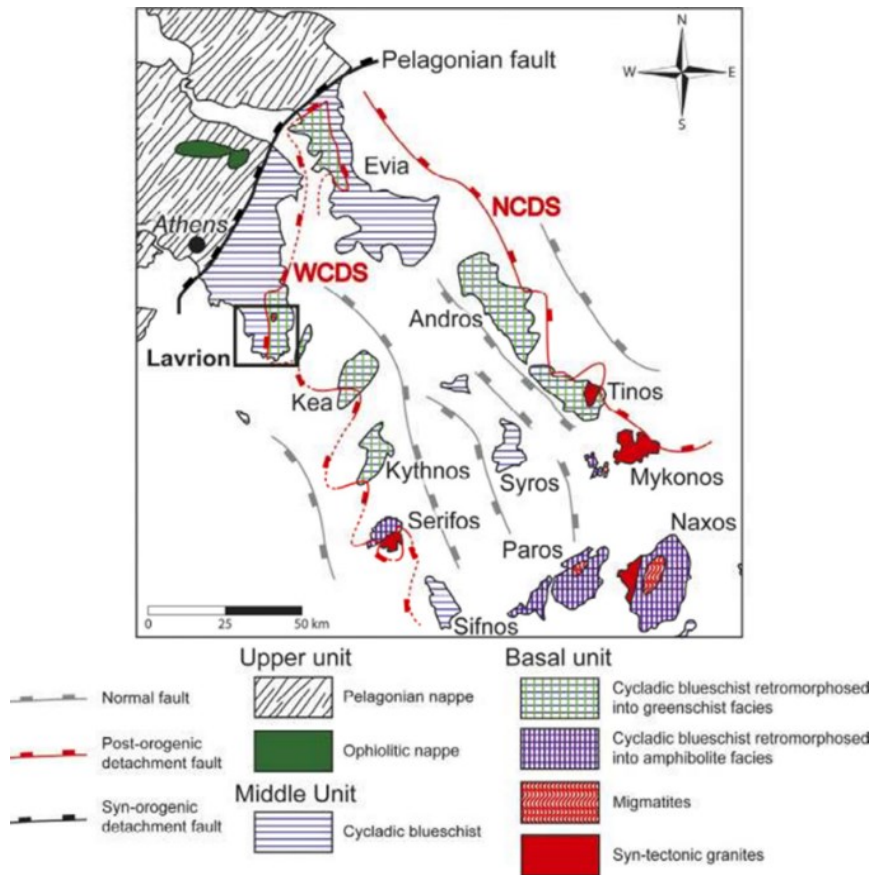 N
W E
S
Pelagonian fault
Evia
NCDS
Athens
WCDS
Andros
Lavrion
Tinos
Kea
Mykonos
Syros
Kythnos
Naxos
Serifos
Paros
0 25 50 km
Sifnos
Upper unit
Basal unit
Normal fault
Pelagonian nappe
Cycladic blueschist retromorphosed
into greenschist facies
Post-orogenic
detachment fault
Ophiolitic nappe
Cycladic blueschist retromorphosed
into amphibolite facies
Middle Unit
Migmatites
Syn-orogenic
detachment fault
Cycladic blueschist
Syn-tectonic granites